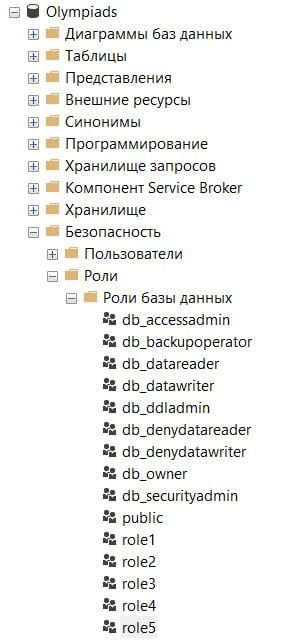 Olympiads
Диаграммы баз данных
Таблицы
Представления
Внешние ресурсы
Синонимы
Программирование
Хранилище запросов
Компонент Service Broker
Хранилище
Безопасность
Пользователи
Роли
Роли базы данных
db_accessadmin
db_backupoperator
db_datareader
db_datawriter
db_ddladmin
db_denydatareader
db_denydatawriter
db_owner
db_securityadmin
public
role1
role2
role3
role4
role5